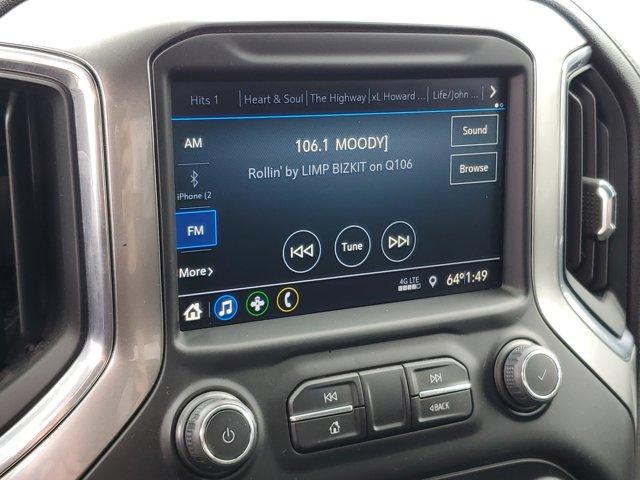 Hits 1 | Heart & Soul | The Highway | xL Howard ... | Life/John ... >
AM
106.1 MOODY]
Sound
Rollin' by LIMP BIZKIT on Q106
Browse
iPhone (2
FM
Tune
More>
4G LTE
64° 1:49
BACK